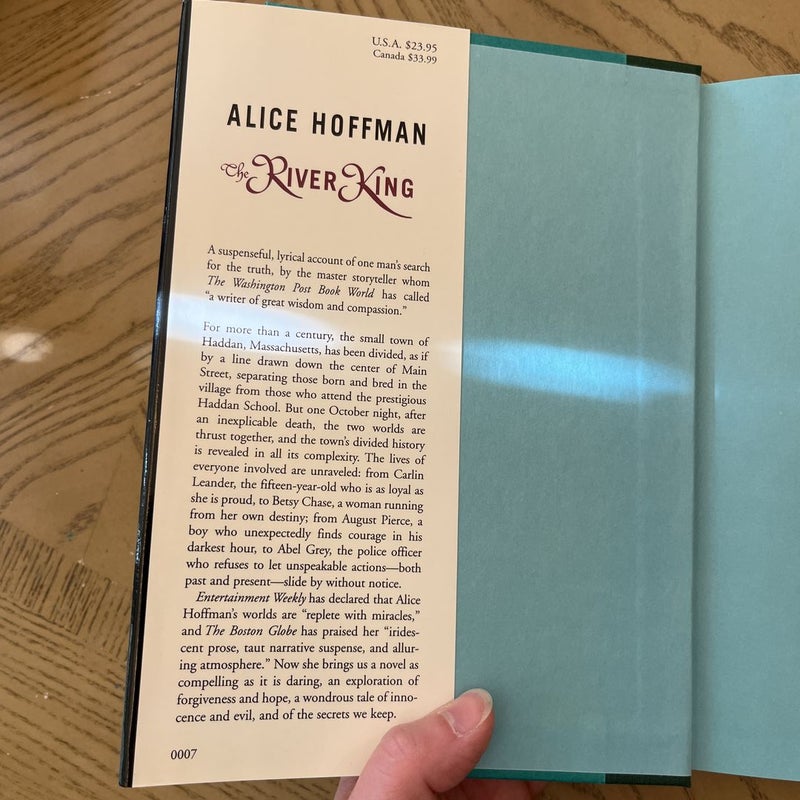 U.S.A. $23.95
Canada $33.99
ALICE HOFFMAN
The RIVER KING
A suspenseful, lyrical account of one man's search
for the truth, by the master storyteller whom
The Washington Post Book World has called
“a writer of great wisdom and compassion.”
For more than a century, the small town of
Haddan, Massachusetts, has been divided, as if
by a line drawn down the center of Main
Street, separating those born and bred in the
village from those who attend the prestigious
Haddan School. But one October night, after
an inexplicable death, the two worlds are
thrust together, and the town's divided history
is revealed in all its complexity. The lives of
everyone involved are unraveled: from Carlin
Leander, the fifteen-year-old who is as loyal as
she is proud, to Betsy Chase, a woman running
from her own destiny; from August Pierce, a
boy who unexpectedly finds courage in his
darkest hour, to Abel Grey, the police officer
who refuses to let unspeakable actions—both
past and present—slide by without notice.
Entertainment Weekly has declared that Alice
Hoffman's worlds are “replete with miracles,”
and The Boston Globe has praised her “irides-
cent prose, taut narrative suspense, and allur-
ing atmosphere.” Now she brings us a novel as
compelling as it is daring, an exploration of
forgiveness and hope, a wondrous tale of inno-
cence and evil, and of the secrets we keep.
0007